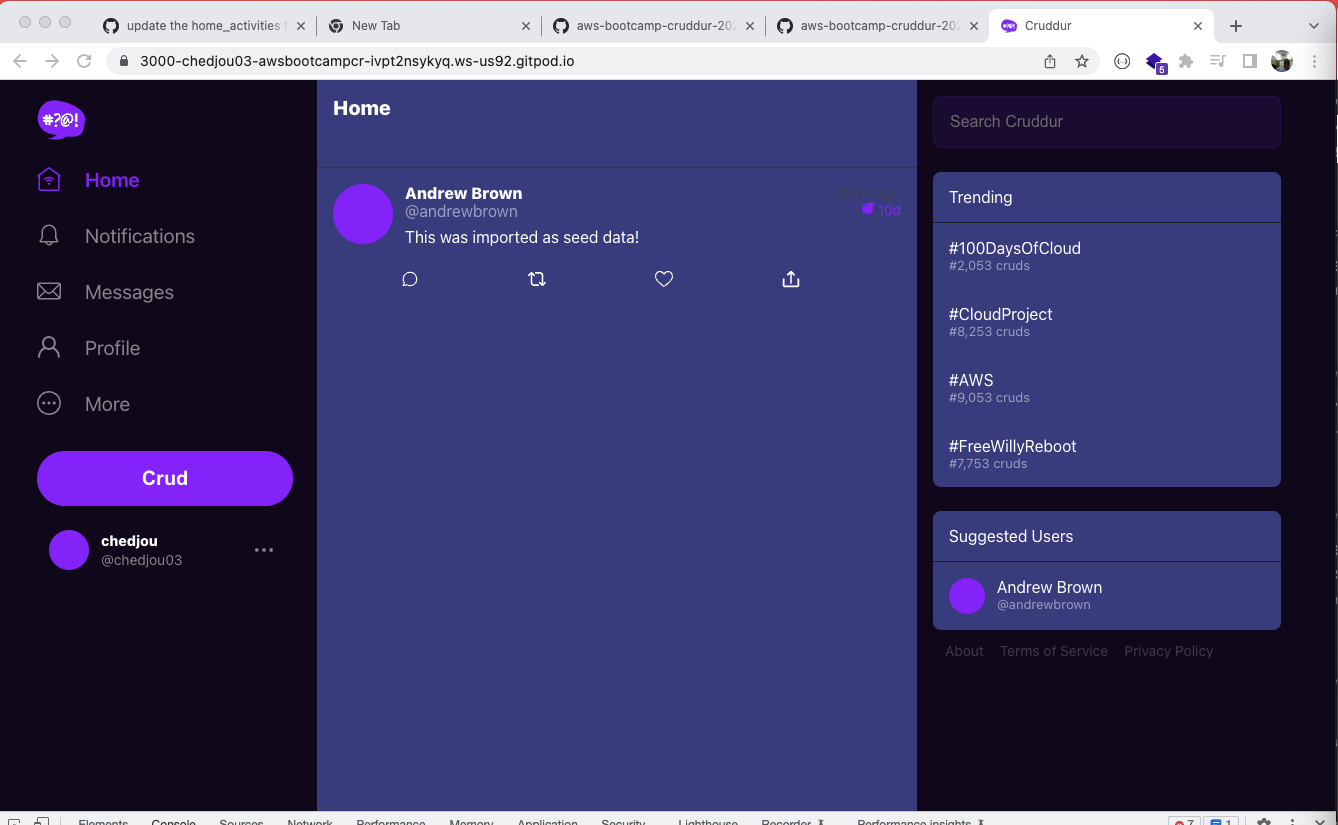 update the home_activities
New Tab
aws-bootcamp-cruddur-202
aws-bootcamp-cruddur-202
Cruddur
3000-chedjou03-awsbootcampcr-ivpt2nsykyq.ws-us92.gitpod.io
5
#?@!
Home
Notifications
Messages
Profile
More
Crud
chedjou
@chedjou03
Home
Andrew Brown
@andrewbrown
10d
This was imported as seed data!
Search Cruddur
Trending
#100DaysOfCloud
#2,053 cruds
#CloudProject
#8,253 cruds
#AWS
#9,053 cruds
#FreeWillyReboot
#7,753 cruds
Suggested Users
Andrew Brown
@andrewbrown
About Terms of Service Privacy Policy
Elements Console Sources Network Performance Memory Application Security Lighthouse Recorder Performance insights 7 1